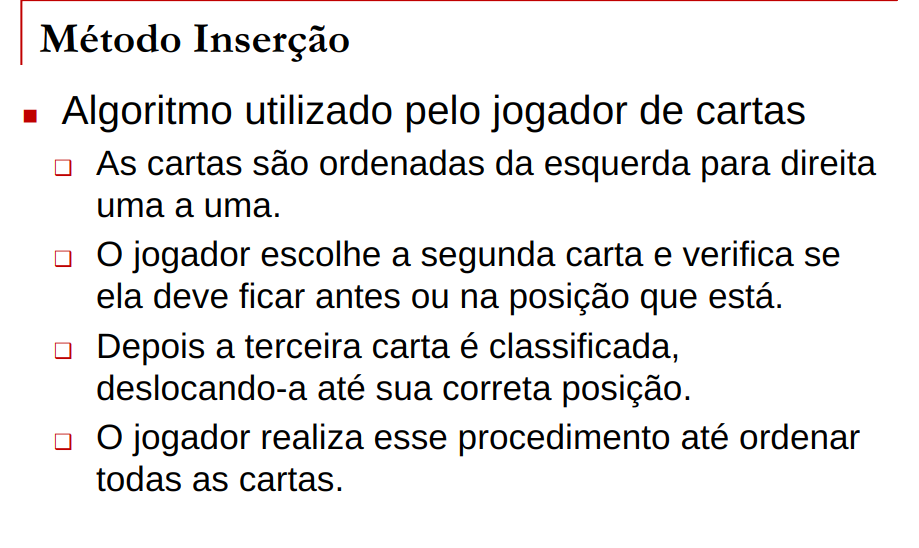 Método Inserção
Algoritmo utilizado pelo jogador de cartas
As cartas são ordenadas da esquerda para direita
uma a uma.
O jogador escolhe a segunda carta e verifica se
ela deve ficar antes ou na posição que está.
Depois a terceira carta é classificada,
deslocando-a até sua correta posição.
O jogador realiza esse procedimento até ordenar
todas as cartas.